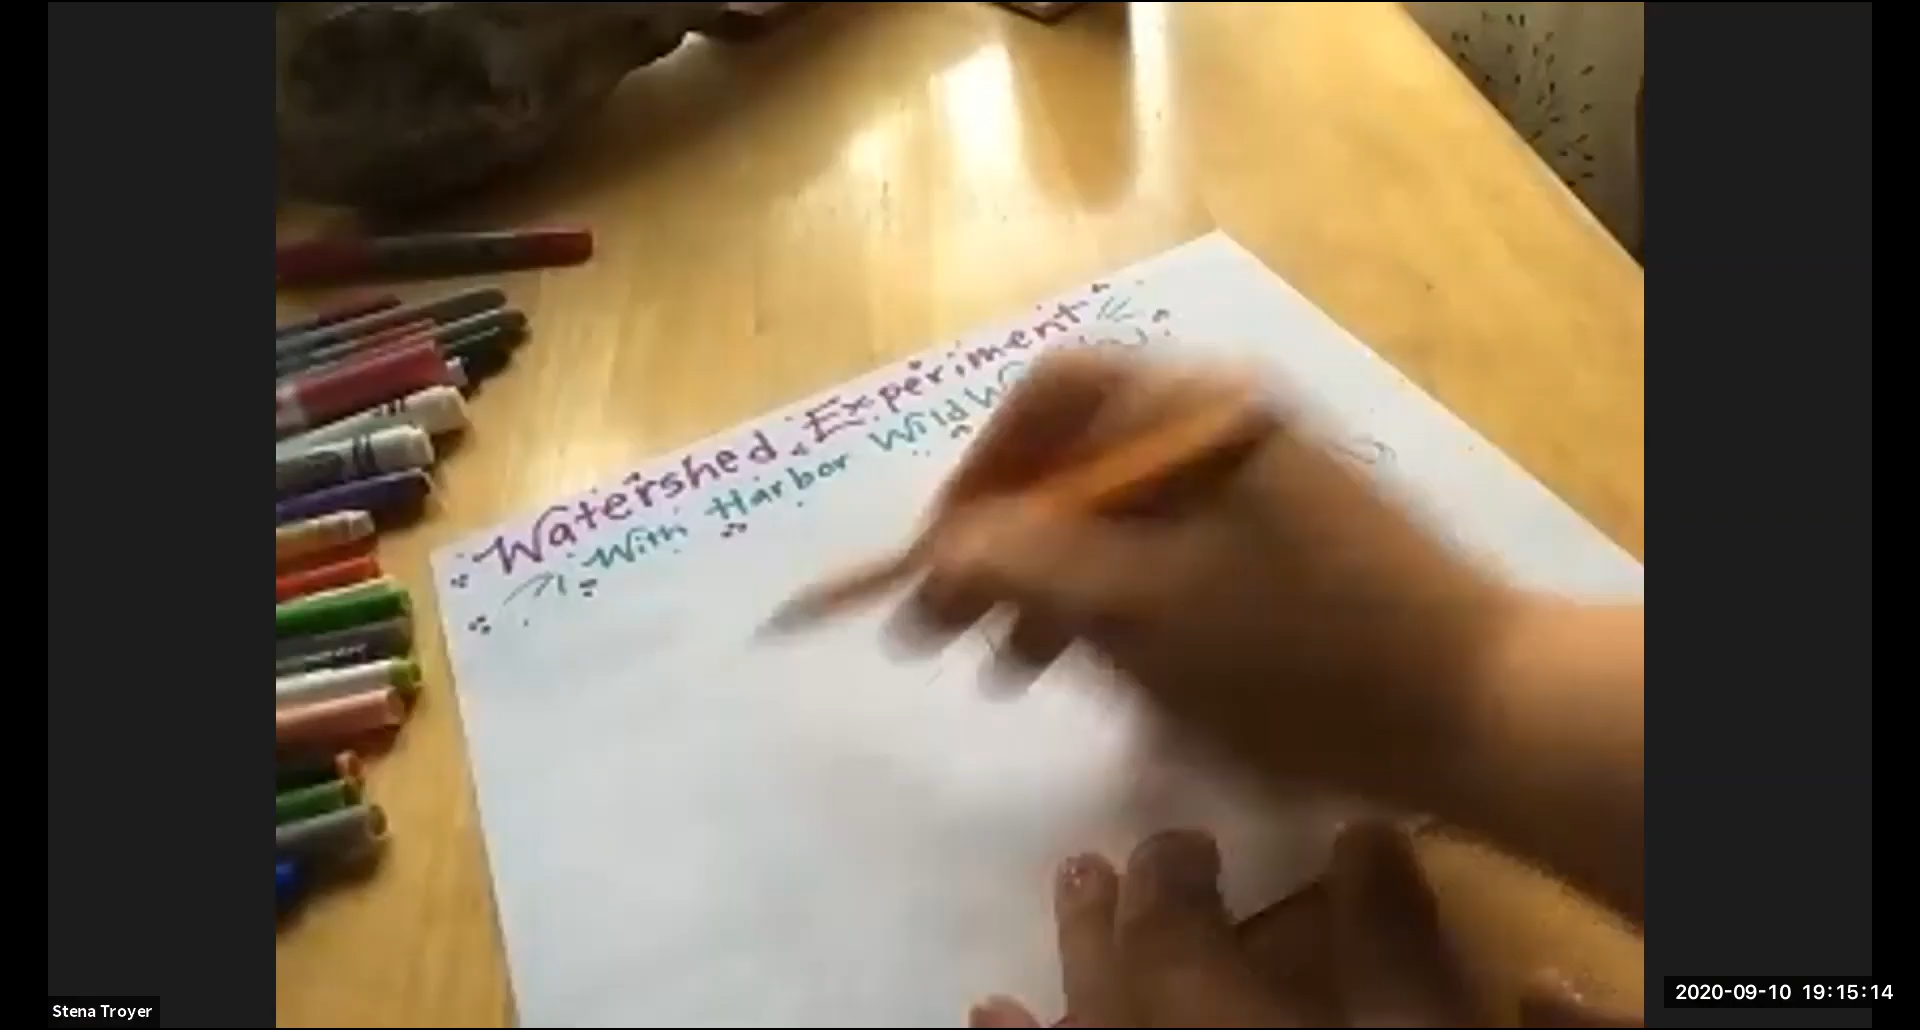 Watershed Experiment
With Harbor Wild
Stena Troyer
2020-09-10 19:15:14